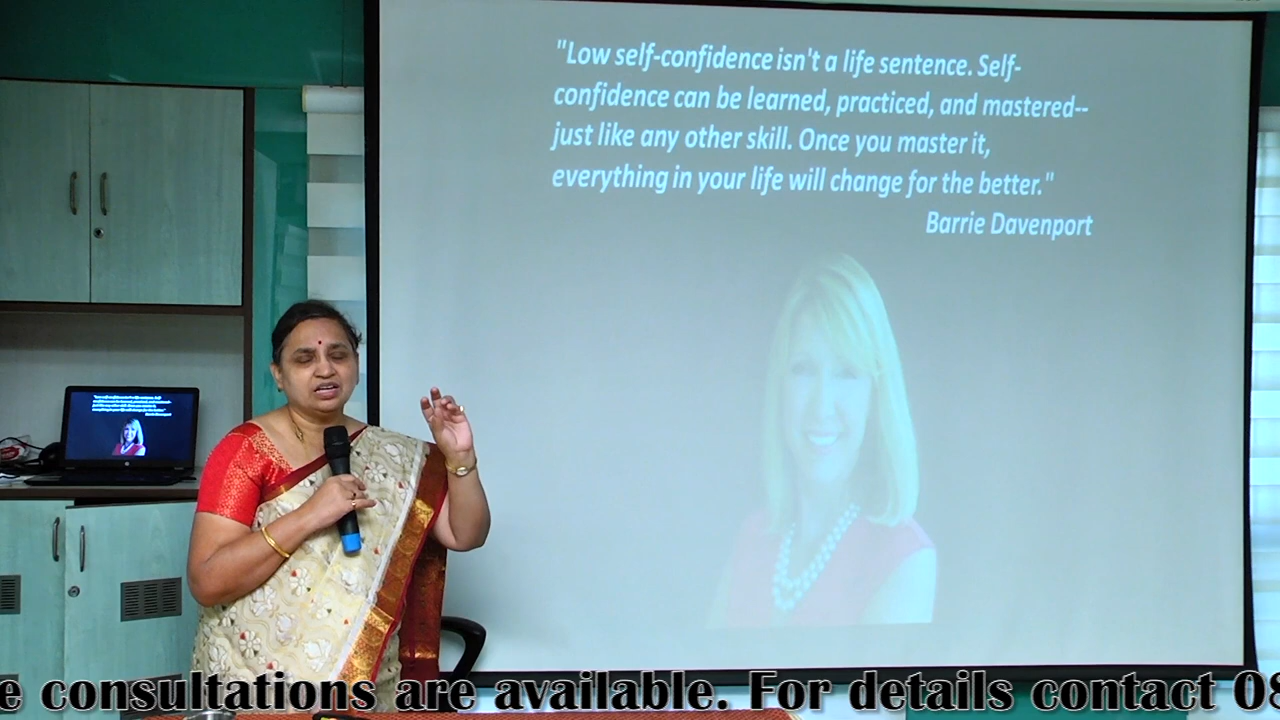 "Low self-confidence isn't a life sentence. Self-
confidence can be learned, practiced, and mastered--
just like any other skill. Once you master it,
everything in your life will change for the better."
Barrie Davenport
e consultations are available. For details contact 08